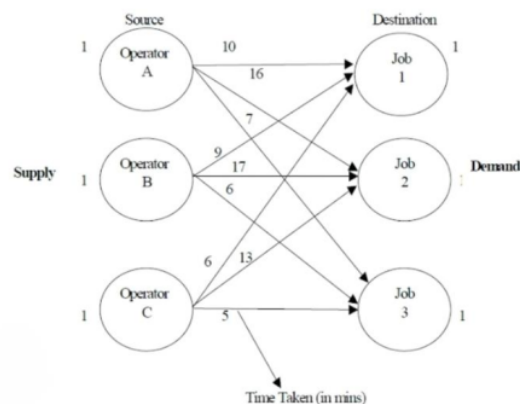 Source
Destination
1
Operator
A
10
16
Job
1
1
7
Supply
1
Operator
B
9
17
6
Job
2
Demand
1
Operator
C
6
13
5
Job
3
1
Time Taken (in mins)